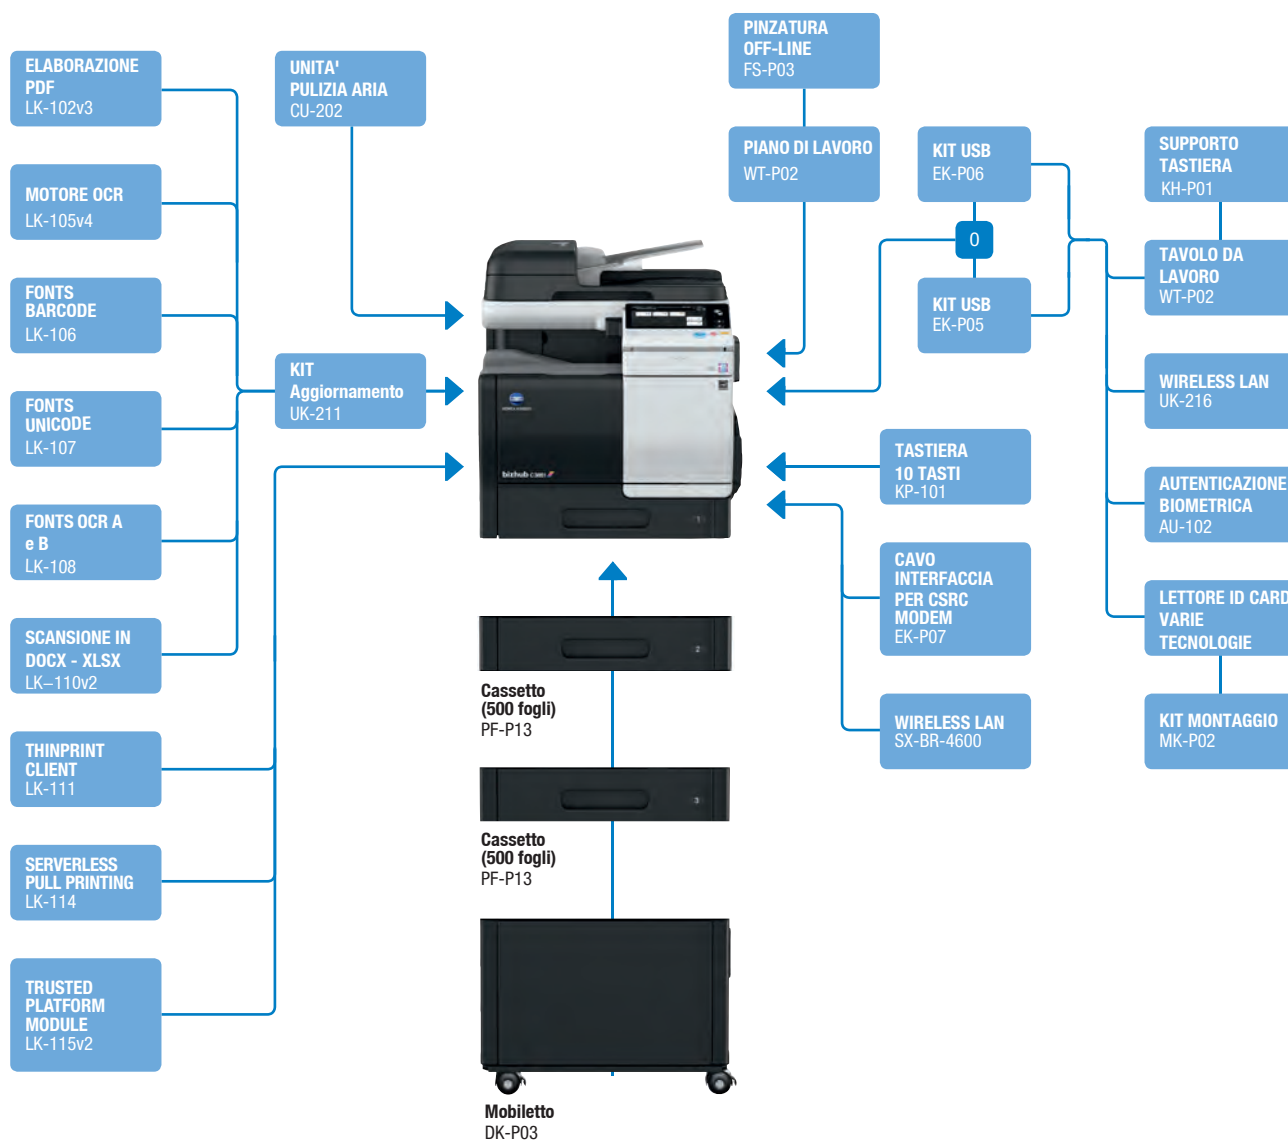 ELABORAZIONE
PDF
LK-102v3
MOTORE OCR
LK-105v4
FONTS
BARCODE
LK-106
FONTS
UNICODE
LK-107
FONTS OCR A
e B
LK-108
SCANSIONE IN
DOCX - XLSX
LK–110v2
THINPRINT
CLIENT
LK-111
SERVERLESS
PULL PRINTING
LK-114
TRUSTED
PLATFORM
MODULE
LK-115v2
UNITA'
PULIZIA ARIA
CU-202
KIT
Aggiornamento
UK-211
PINZATURA
OFF-LINE
FS-P03
PIANO DI LAVORO
WT-P02
KIT USB
EK-P06
0
KIT USB
EK-P05
TASTIERA
10 TASTI
KP-101
CAVO
INTERFACCIA
PER CSRC
MODEM
EK-P07
WIRELESS LAN
SX-BR-4600
SUPPORTO
TASTIERA
KH-P01
TAVOLO DA
LAVORO
WT-P02
WIRELESS LAN
UK-216
AUTENTICAZIONE
BIOMETRICA
AU-102
LETTORE ID CARD
VARIE
TECNOLOGIE
KIT MONTAGGIO
MK-P02
bizhub
1
2
Cassetto
(500 fogli)
PF-P13
3
Cassetto
(500 fogli)
PF-P13
Mobiletto
DK-P03